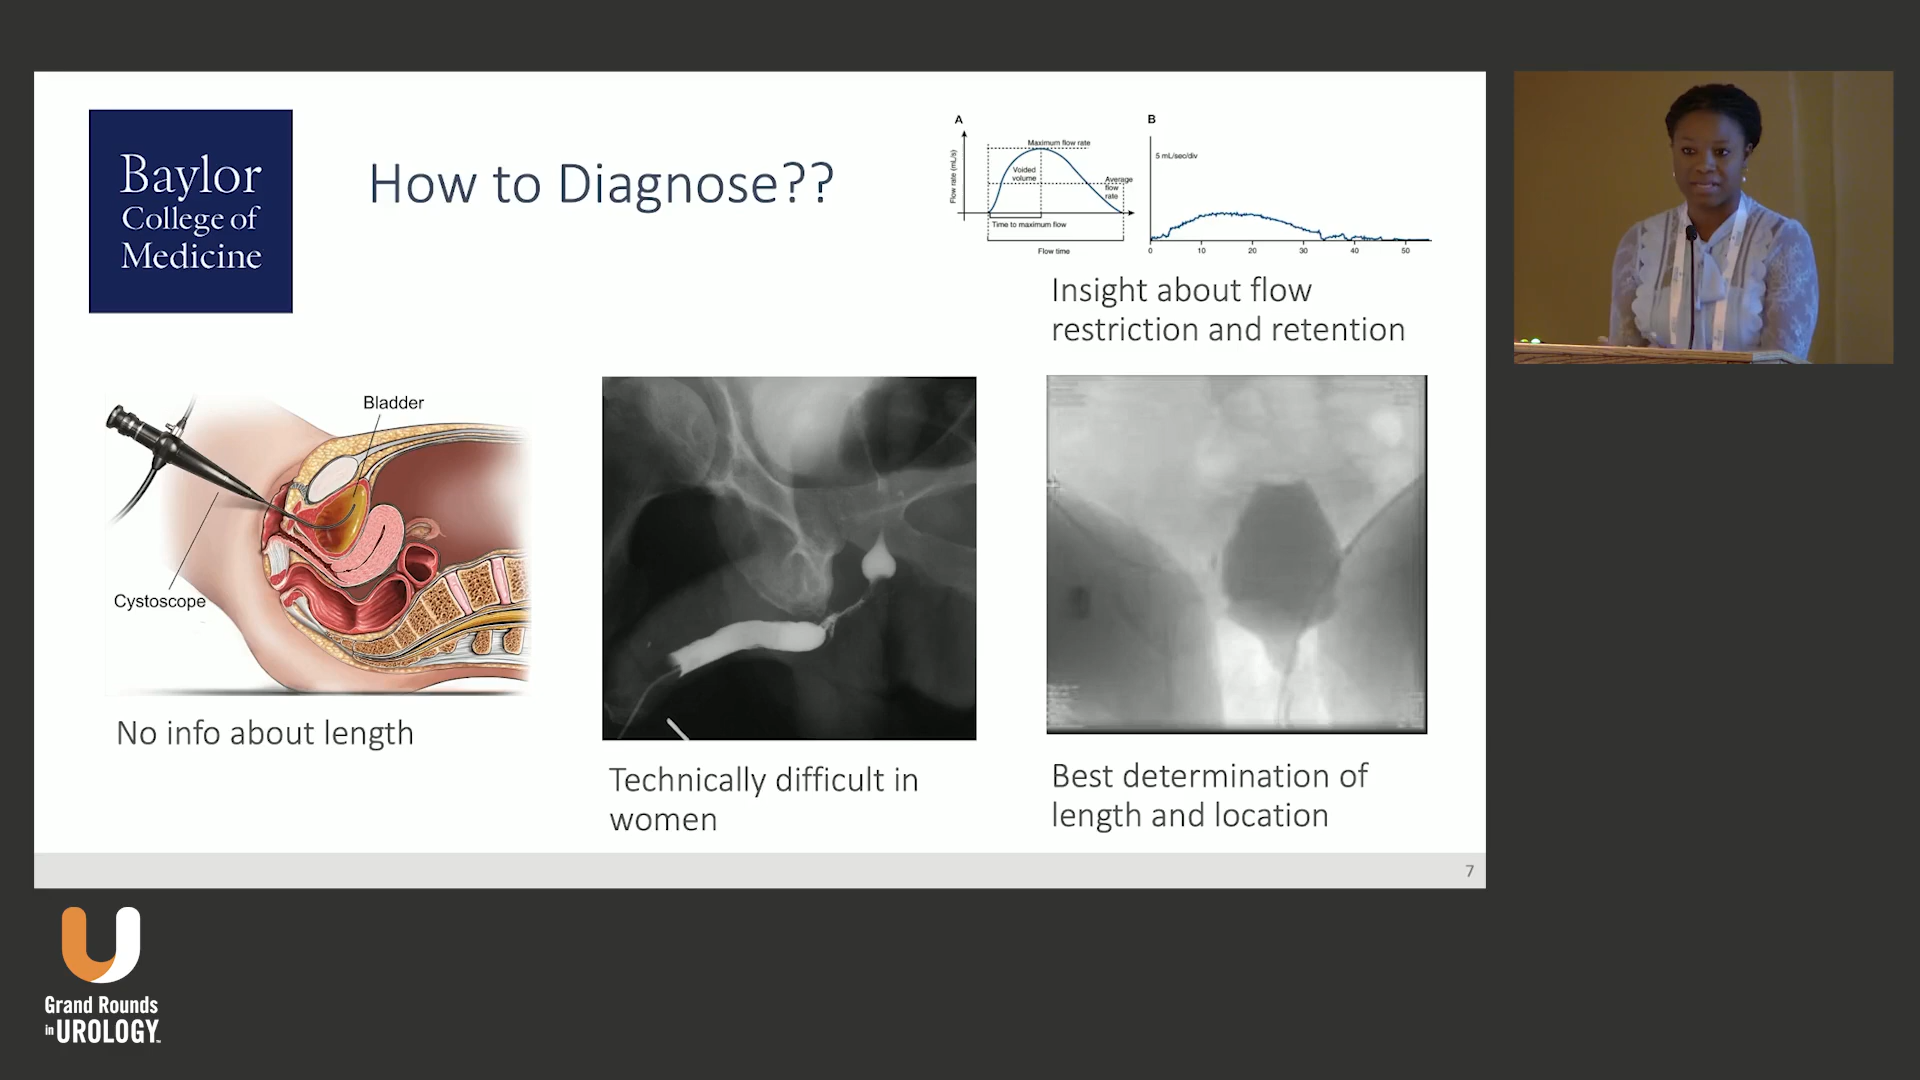 Baylor
College of
Medicine
How to Diagnose??
A
Maximum flow rate
Flow rate (mL/s)
Voided
volume
Average
flow
rate
Time to maximum flow
Flow time
B
5 mL/sec/div
0 10 20 30 40 50
Insight about flow
restriction and retention
Bladder
Cystoscope
No info about length
Technically difficult in
women
Best determination of
length and location
7
Grand Rounds
in UROLOGY™